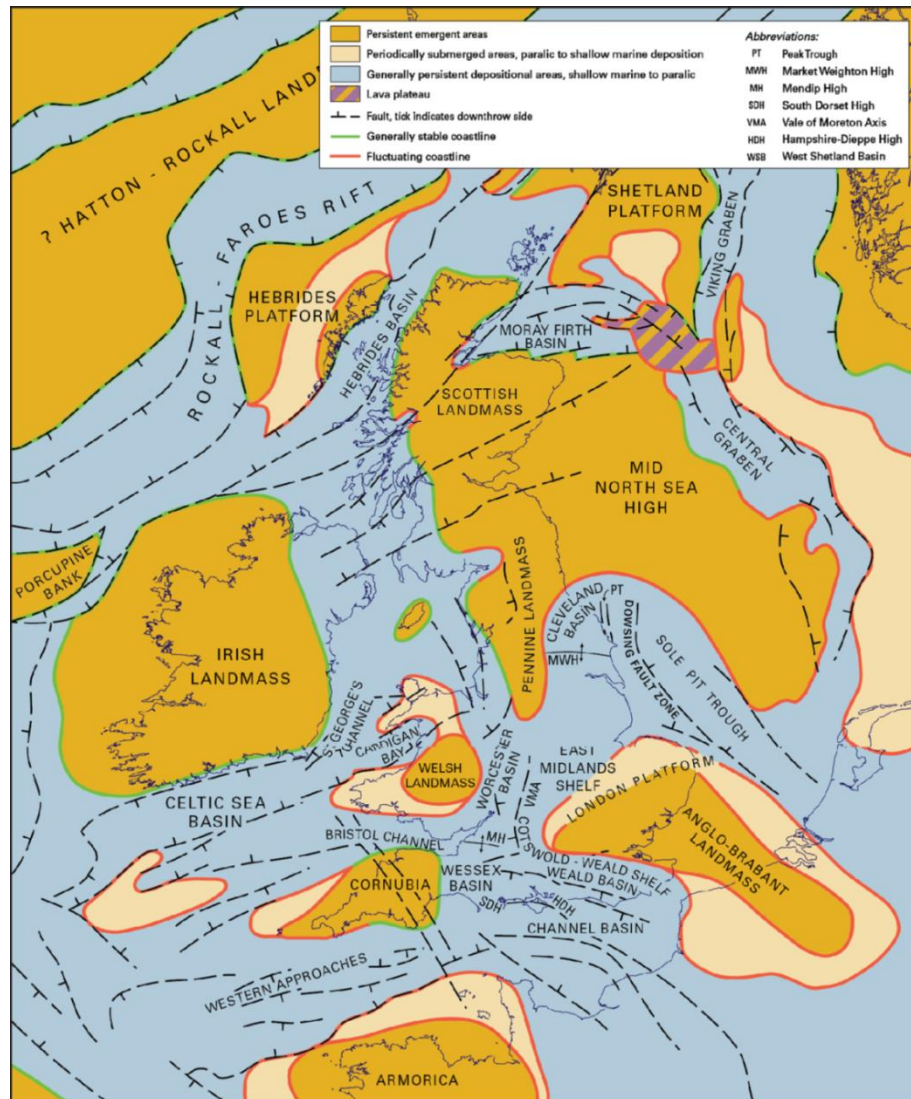 Persistent emergent areas
Periodically submerged areas, paralic to shallow marine deposition
Generally persistent depositional areas, shallow marine to paralic
Lava plateau
Fault, tick indicates downthrow side
Generally stable coastline
Fluctuating coastline
Abbreviations:
PT Peak Trough
MWH Market Weighton High
MH Mendip High
SDH South Dorset High
VMA Vale of Moreton Axis
HDH Hampshire-Dieppe High
WSB West Shetland Basin
? HATTON - ROCKALL LAND
ROCKALL - FAROES RIFT
SHETLAND
PLATFORM
VIKING GRABEN
HEBRIDES
PLATFORM
HEBRIDES BASIN
MORAY FIRTH
BASIN
SCOTTISH
LANDMASS
CENTRAL
GRABEN
MID
NORTH SEA
HIGH
PORCUPINE
BANK
IRISH
LANDMASS
PENNINE LANDMASS
CLEVELAND
BASIN
PT
DOWSING FAULT ZONE
SOLE PIT TROUGH
MWH
ST. GEORGE'S
CHANNEL
CARDIGAN
BAY
WELSH
LANDMASS
WORCESTER
BASIN
VMA
EAST
MIDLANDS
SHELF
LONDON PLATFORM
ANGLO-BRABANT
LANDMASS
CELTIC SEA
BASIN
BRISTOL CHANNEL
MH
COTSWOLD - WEALD SHELF
WEALD BASIN
CORNUBIA
WESSEX
BASIN
SDH
HDH
CHANNEL BASIN
WESTERN APPROACHES
ARMORICA